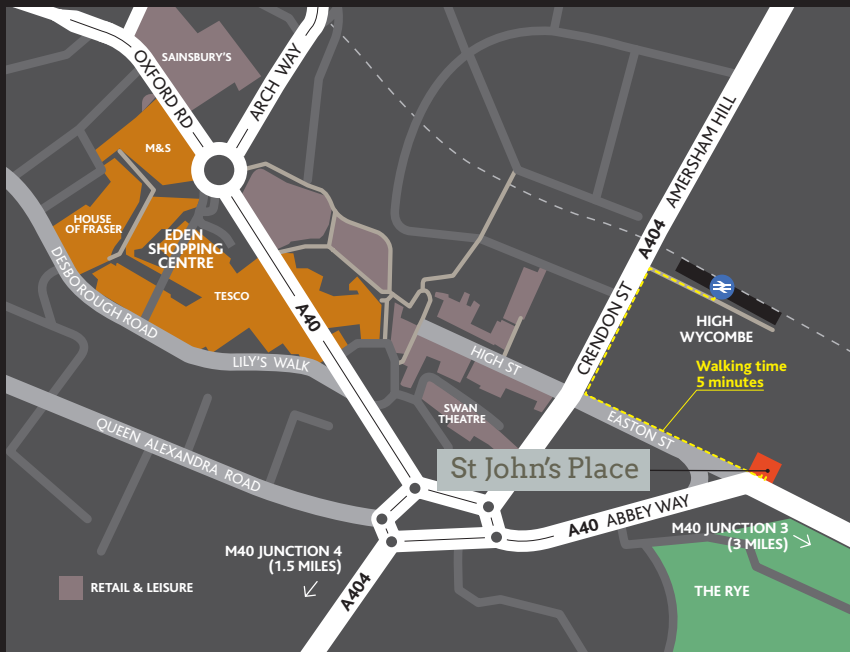 SAINSBURY'S
OXFORD RD
ARCH WAY
M&S
HOUSE
OF FRASER
EDEN
SHOPPING
CENTRE
TESCO
DESBOROUGH ROAD
LILY'S WALK
A40
QUEEN ALEXANDRA ROAD
A404 AMERSHAM HILL
CRENDON ST
HIGH
WYCOMBE
Walking time
5 minutes
HIGH ST
SWAN
THEATRE
EASTON ST
St John's Place
A40 ABBEY WAY
M40 JUNCTION 3
(3 MILES)
M40 JUNCTION 4
(1.5 MILES)
A404
THE RYE
RETAIL & LEISURE